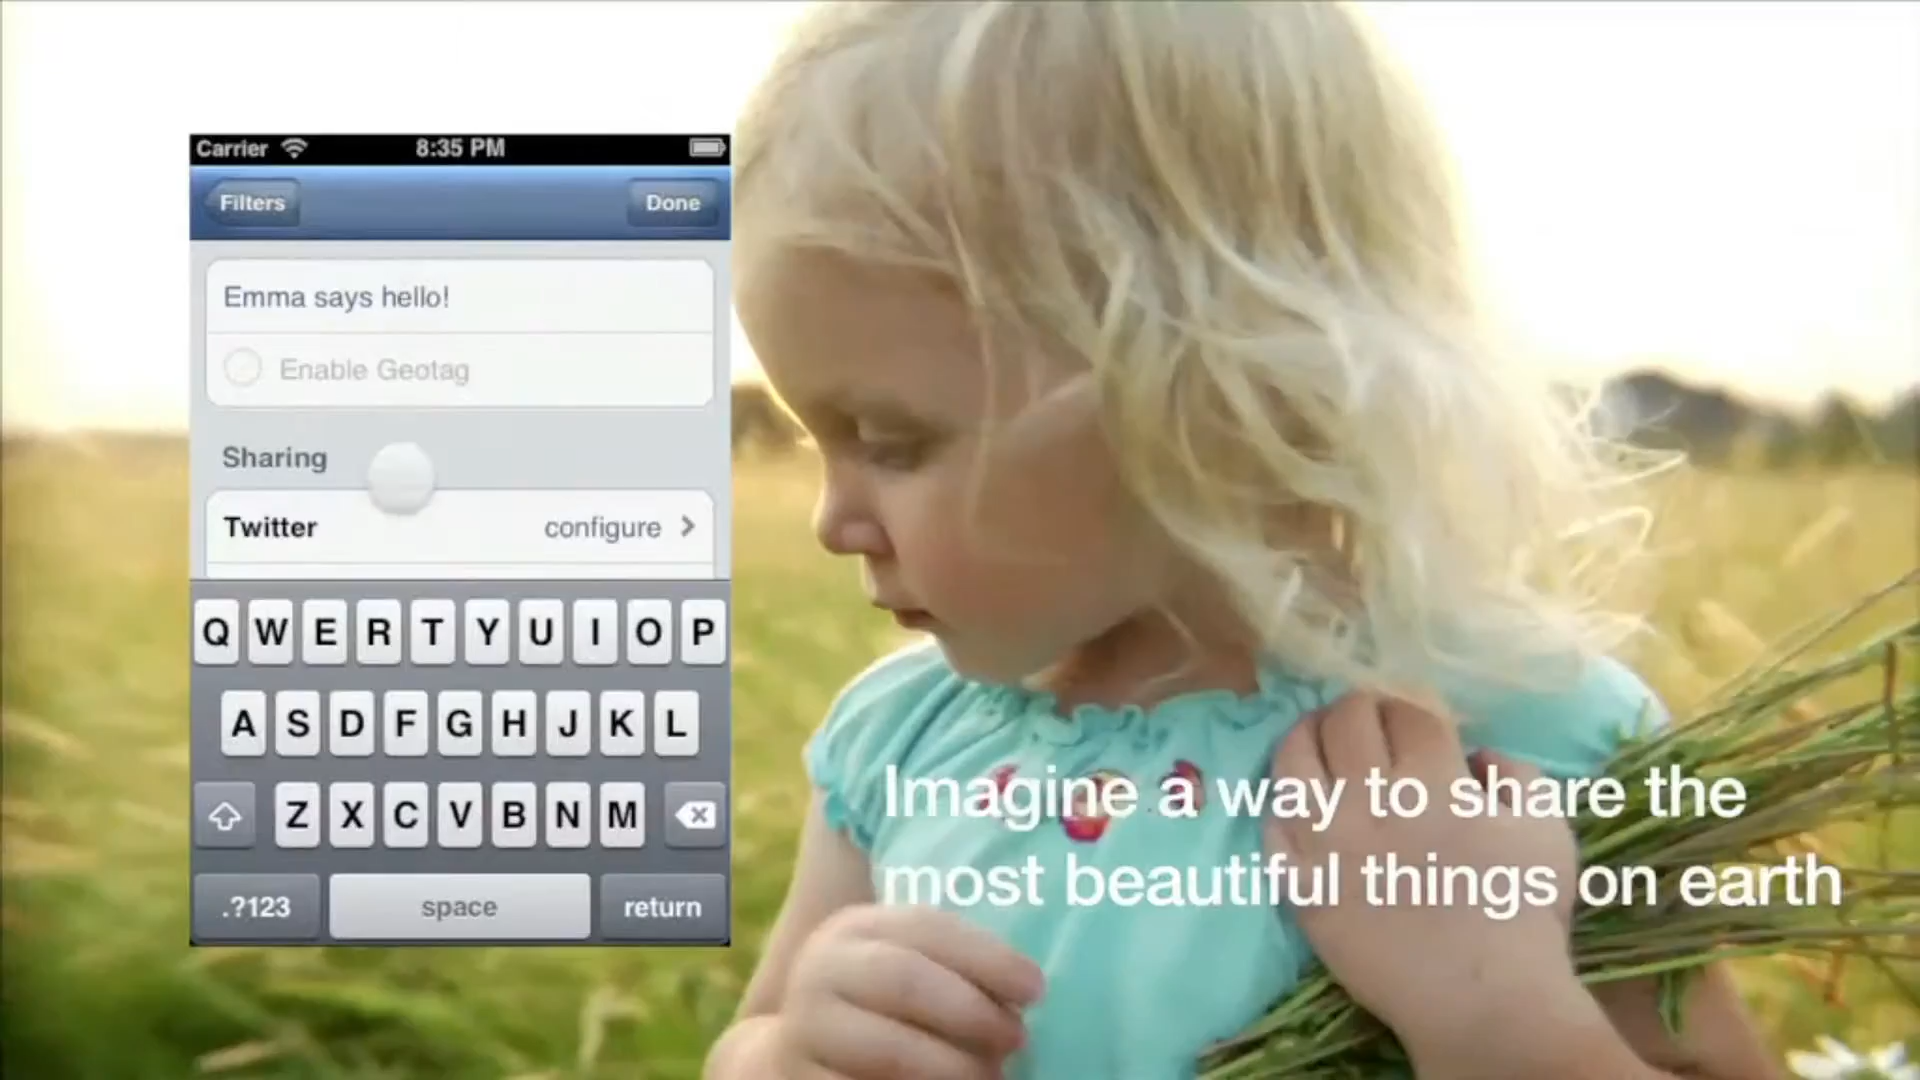 Carrier
8:35 PM
Filters
Done
Emma says hello!
Enable Geotag
Sharing
Twitter
configure
Q W E R T Y U I O P
A S D F G H J K L
Z X C V B N M
.?123
space
return
Imagine a way to share the
most beautiful things on earth